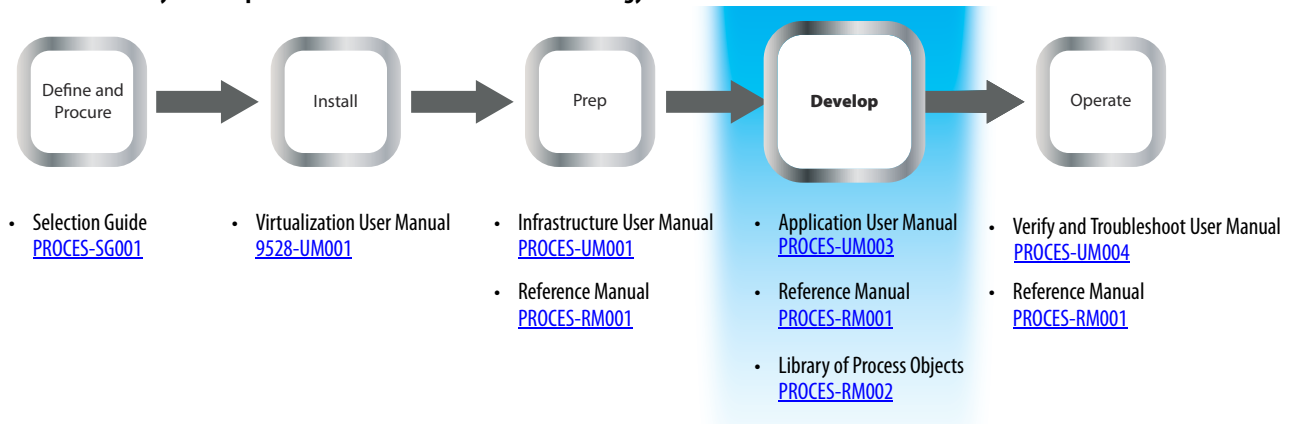 Define and
Procure
Install
Prep
Develop
Operate
• Selection Guide
PROCES-SG001
• Virtualization User Manual
9528-UM001
• Infrastructure User Manual
PROCES-UM001
• Reference Manual
PROCES-RM001
• Application User Manual
PROCES-UM003
• Reference Manual
PROCES-RM001
• Library of Process Objects
PROCES-RM002
• Verify and Troubleshoot User Manual
PROCES-UM004
• Reference Manual
PROCES-RM001